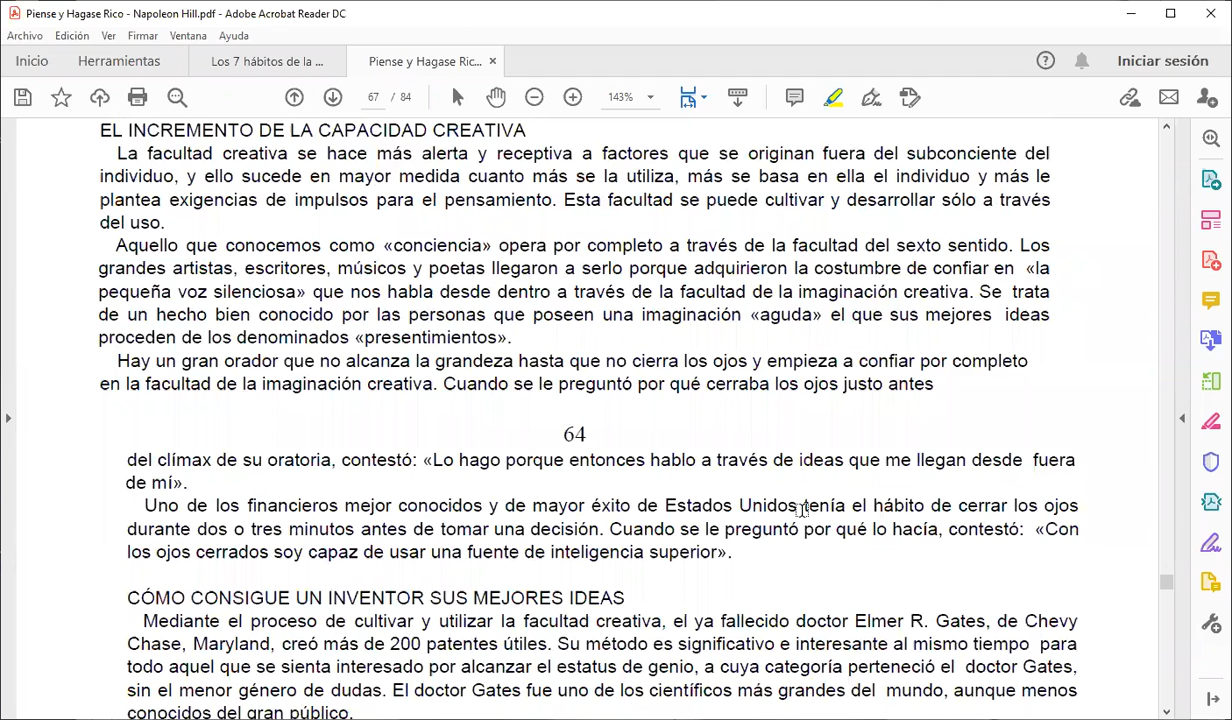 Piense y Hagase Rico - Napoleon Hill.pdf - Adobe Acrobat Reader DC
Archivo Edición Ver Firmar Ventana Ayuda
Inicio Herramientas Los 7 hábitos de la ... Piense y Hagase Ric... ×
Iniciar sesión
67 / 84 143%
EL INCREMENTO DE LA CAPACIDAD CREATIVA
La facultad creativa se hace más alerta y receptiva a factores que se originan fuera del subconciente del
individuo, y ello sucede en mayor medida cuanto más se la utiliza, más se basa en ella el individuo y más le
plantea exigencias de impulsos para el pensamiento. Esta facultad se puede cultivar y desarrollar sólo a través
del uso.
Aquello que conocemos como «conciencia» opera por completo a través de la facultad del sexto sentido. Los
grandes artistas, escritores, músicos y poetas llegaron a serlo porque adquirieron la costumbre de confiar en «la
pequeña voz silenciosa» que nos habla desde dentro a través de la facultad de la imaginación creativa. Se trata
de un hecho bien conocido por las personas que poseen una imaginación «aguda» el que sus mejores ideas
proceden de los denominados «presentimientos».
Hay un gran orador que no alcanza la grandeza hasta que no cierra los ojos y empieza a confiar por completo
en la facultad de la imaginación creativa. Cuando se le preguntó por qué cerraba los ojos justo antes
64
del clímax de su oratoria, contestó: «Lo hago porque entonces hablo a través de ideas que me llegan desde fuera
de mí».
Uno de los financieros mejor conocidos y de mayor éxito de Estados Unidos tenía el hábito de cerrar los ojos
durante dos o tres minutos antes de tomar una decisión. Cuando se le preguntó por qué lo hacía, contestó: «Con
los ojos cerrados soy capaz de usar una fuente de inteligencia superior».
CÓMO CONSIGUE UN INVENTOR SUS MEJORES IDEAS
Mediante el proceso de cultivar y utilizar la facultad creativa, el ya fallecido doctor Elmer R. Gates, de Chevy
Chase, Maryland, creó más de 200 patentes útiles. Su método es significativo e interesante al mismo tiempo para
todo aquel que se sienta interesado por alcanzar el estatus de genio, a cuya categoría perteneció el doctor Gates,
sin el menor género de dudas. El doctor Gates fue uno de los científicos más grandes del mundo, aunque menos
conocidos del gran público.